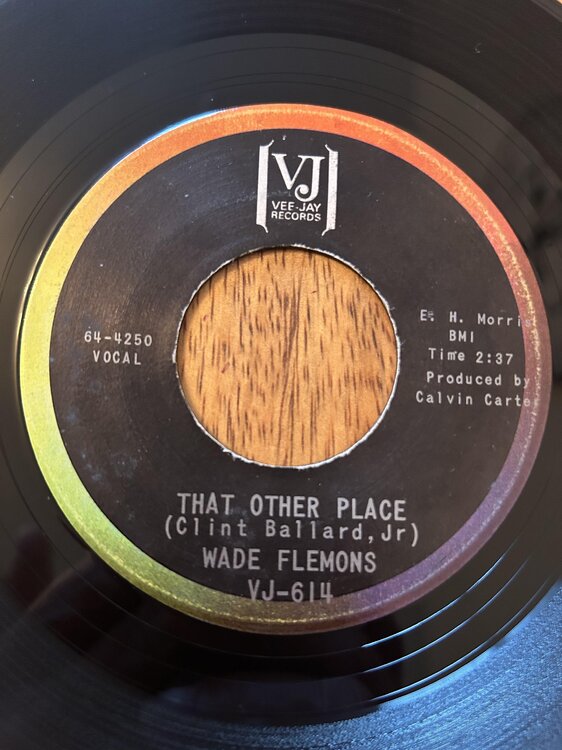 VJ
VEE-JAY
RECORDS
64-4250
VOCAL
E. H. Morris
BMI
Time 2:37
Produced by
Calvin Carte
THAT OTHER PLACE
(Clint Ballard, Jr)
WADE FLEMONS
VJ-614